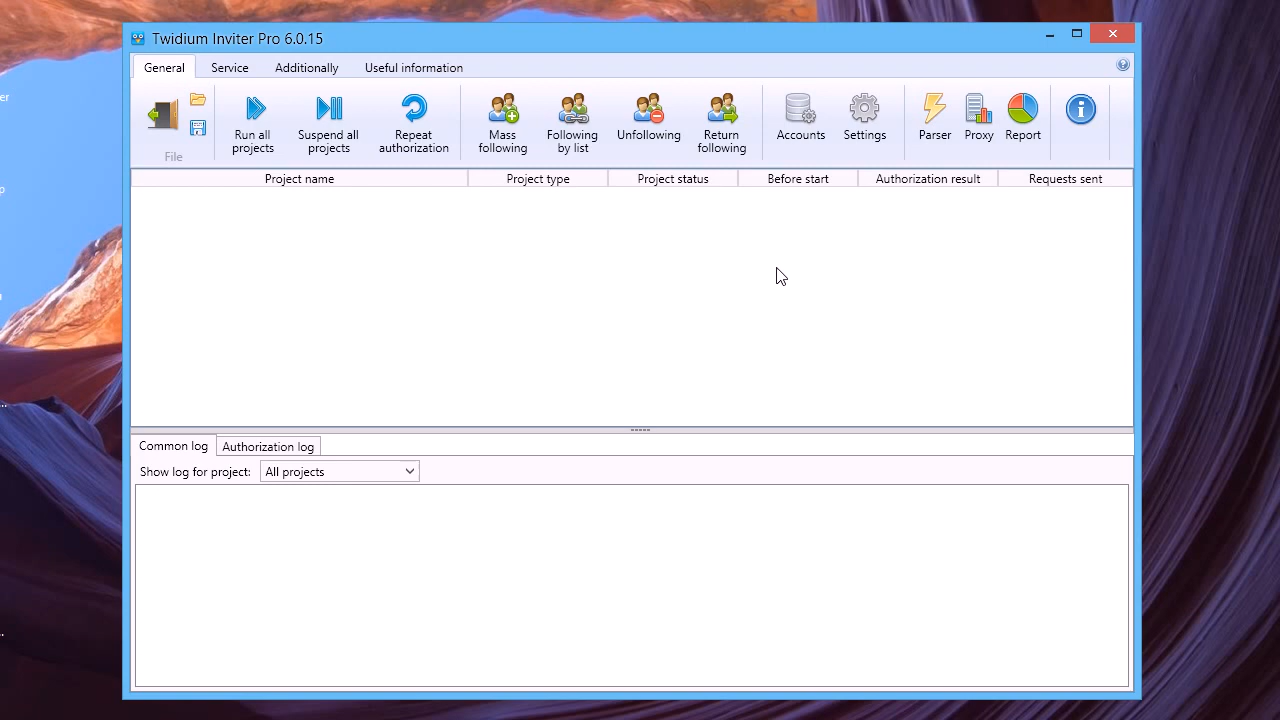 Twidium Inviter Pro 6.0.15
General Service Additionally Useful information
Run all projects
Suspend all projects
Repeat authorization
Mass following
Following by list
Unfollowing
Return following
Accounts
Settings
Parser
Proxy
Report
File
Project name Project type Project status Before start Authorization result Requests sent
Common log Authorization log
Show log for project: All projects